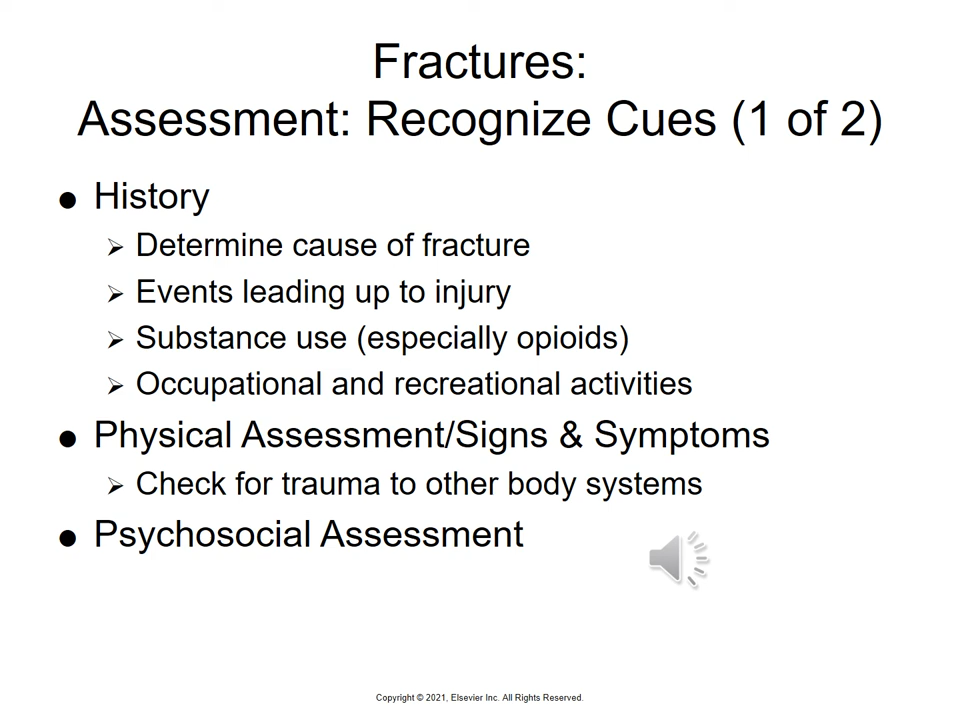 Fractures:
Assessment: Recognize Cues (1 of 2)
● History
➢ Determine cause of fracture
➢ Events leading up to injury
➢ Substance use (especially opioids)
➢ Occupational and recreational activities
● Physical Assessment/Signs & Symptoms
➢ Check for trauma to other body systems
● Psychosocial Assessment
Copyright © 2021, Elsevier Inc. All Rights Reserved.